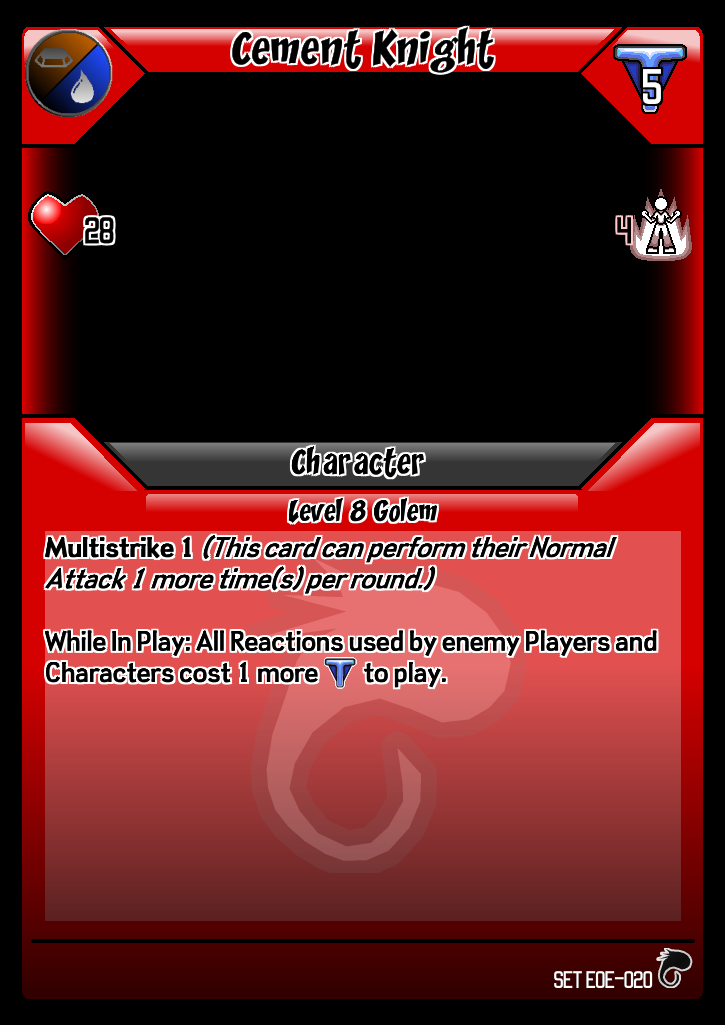 Cement Knight
5
28
4
Character
Level 8 Golem
Multistrike 1 (This card can perform their Normal
Attack 1 more time(s) per round.)
While In Play: All Reactions used by enemy Players and
Characters cost 1 more T to play.
SET EOE-020